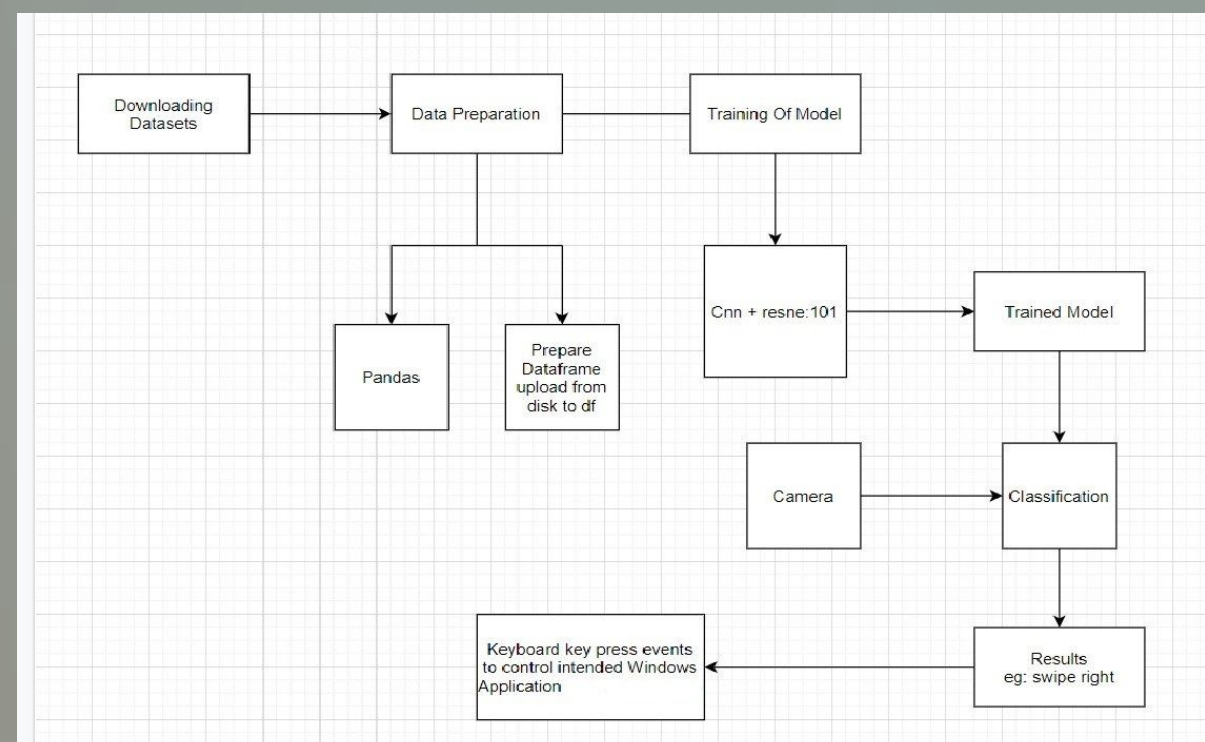 Downloading
Datasets
Data Preparation
Training Of Model
Pandas
Prepare
Dataframe
upload from
disk to df
Cnn + resne:101
Trained Model
Camera
Classification
Results
eg: swipe right
Keyboard key press events
to control intended Windows
Application